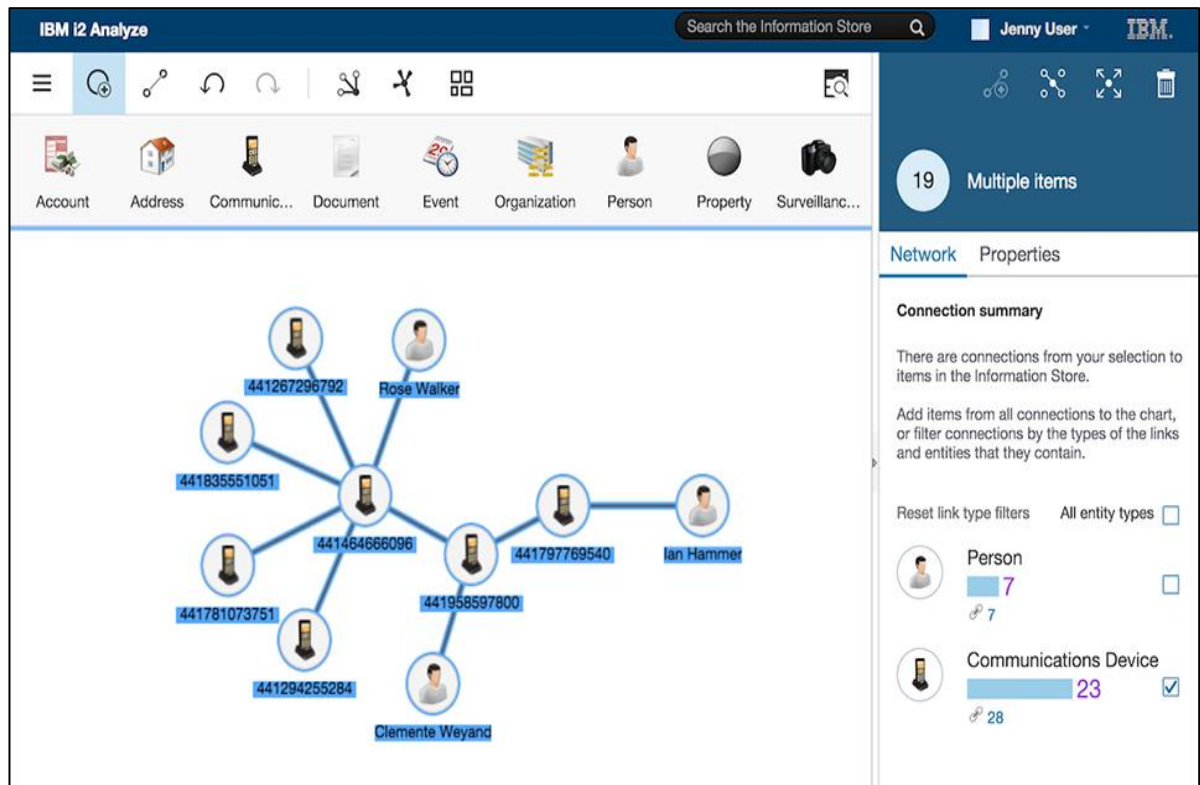 IBM i2 Analyze
Search the Information Store
Jenny User
IBM.
Account
Address
Communic...
Document
Event
Organization
Person
Property
Surveillanc...
19
Multiple items
Network
Properties
Connection summary
There are connections from your selection to
items in the Information Store.
Add items from all connections to the chart,
or filter connections by the types of the links
and entities that they contain.
Reset link type filters
All entity types
Person
7
7
Communications Device
23
28
441267296792
Rose Walker
441835551051
441464666096
441797769540
Ian Hammer
441781073751
441958597800
441294255284
Clemente Weyand